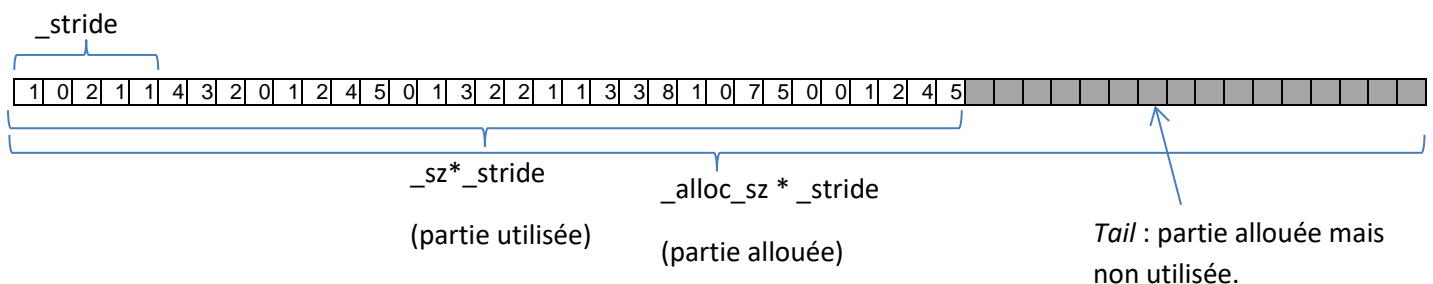 _stride
1 0 2 1 1 4 3 2 0 1 2 4 5 0 1 3 2 2 1 1 3 3 8 1 0 7 5 0 0 1 2 4 5
_sz*_stride
(partie utilisée)
_alloc_sz * _stride
(partie allouée)
Tail : partie allouée mais
non utilisée.